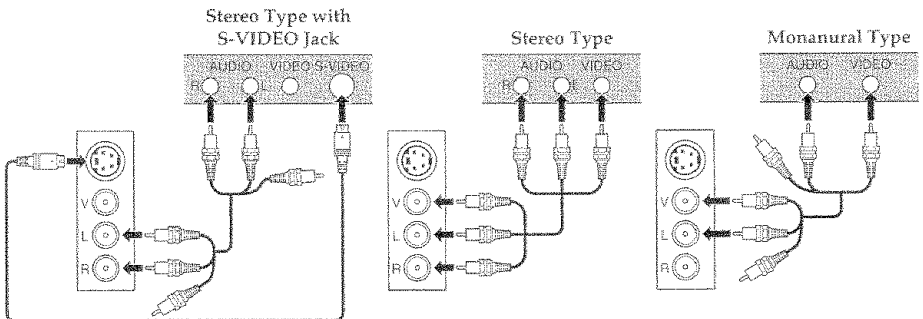 Stereo Type with
S-VIDEO Jack
AUDIO VIDEO S-VIDEO
R L
V
L
R
Stereo Type
AUDIO VIDEO
R
V
L
R
Monanural Type
AUDIO VIDEO
V
L
R